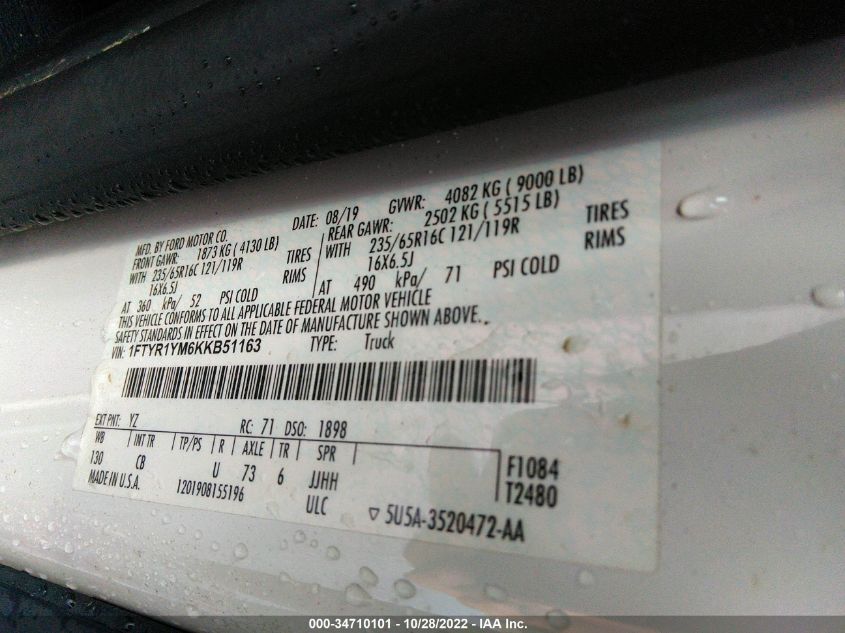 MFD. BY FORD MOTOR CO.
DATE: 08/19 GVWR: 4082 KG ( 9000 LB)
FRONT GAWR: 1873 KG ( 4130 LB)
WITH 235/65R16C 121/119R TIRES
16X6.5J RIMS
AT 360 kPa/ 52 PSI COLD
REAR GAWR: 2502 KG ( 5515 LB)
WITH 235/65R16C 121/119R TIRES
16X6.5J RIMS
AT 490 kPa/ 71 PSI COLD
THIS VEHICLE CONFORMS TO ALL APPLICABLE FEDERAL MOTOR VEHICLE
SAFETY STANDARDS IN EFFECT ON THE DATE OF MANUFACTURE SHOWN ABOVE.
VIN: 1FTYR1YM6KKB51163 TYPE: Truck
EXT PNT: YZ RC: 71 DSO: 1898
WB INT TR TP/PS R AXLE TR SPR
130 CB U 73 6 JJHH
F1084
T2480
MADE IN U.S.A. 1201908155196 ULC
5U5A-3520472-AA
000-34710101 - 10/28/2022 - IAA Inc.